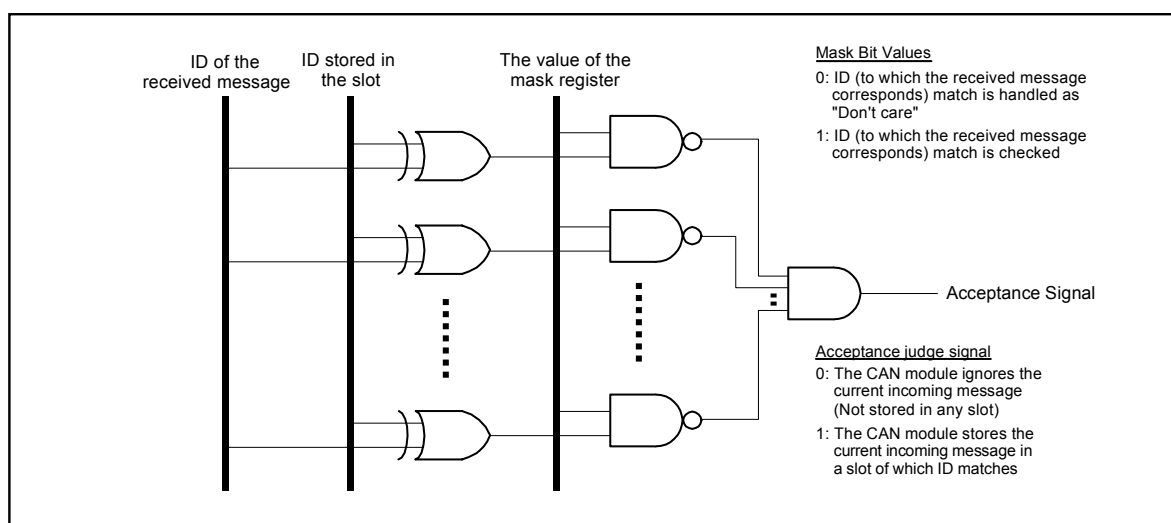 ID of the
received message
ID stored in
the slot
The value of the
mask register
Mask Bit Values
0: ID (to which the received message
corresponds) match is handled as
"Don't care"
1: ID (to which the received message
corresponds) match is checked
Acceptance Signal
Acceptance judge signal
0: The CAN module ignores the
current incoming message
(Not stored in any slot)
1: The CAN module stores the
current incoming message in
a slot of which ID matches